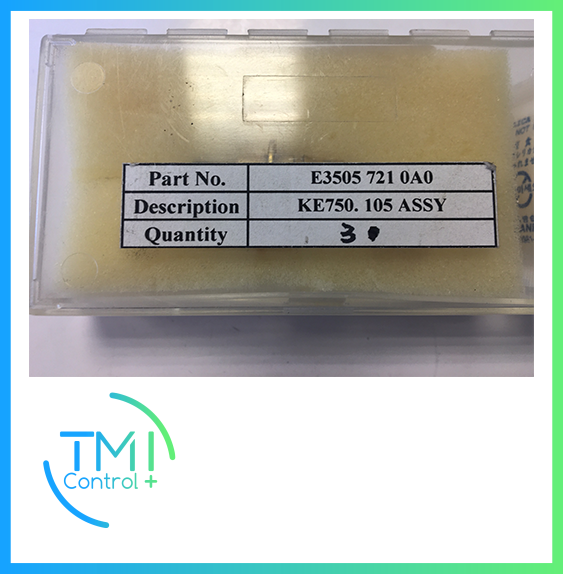 Part No. E3505 721 0A0
Description KE750. 105 ASSY
Quantity 3
TMI
Control +